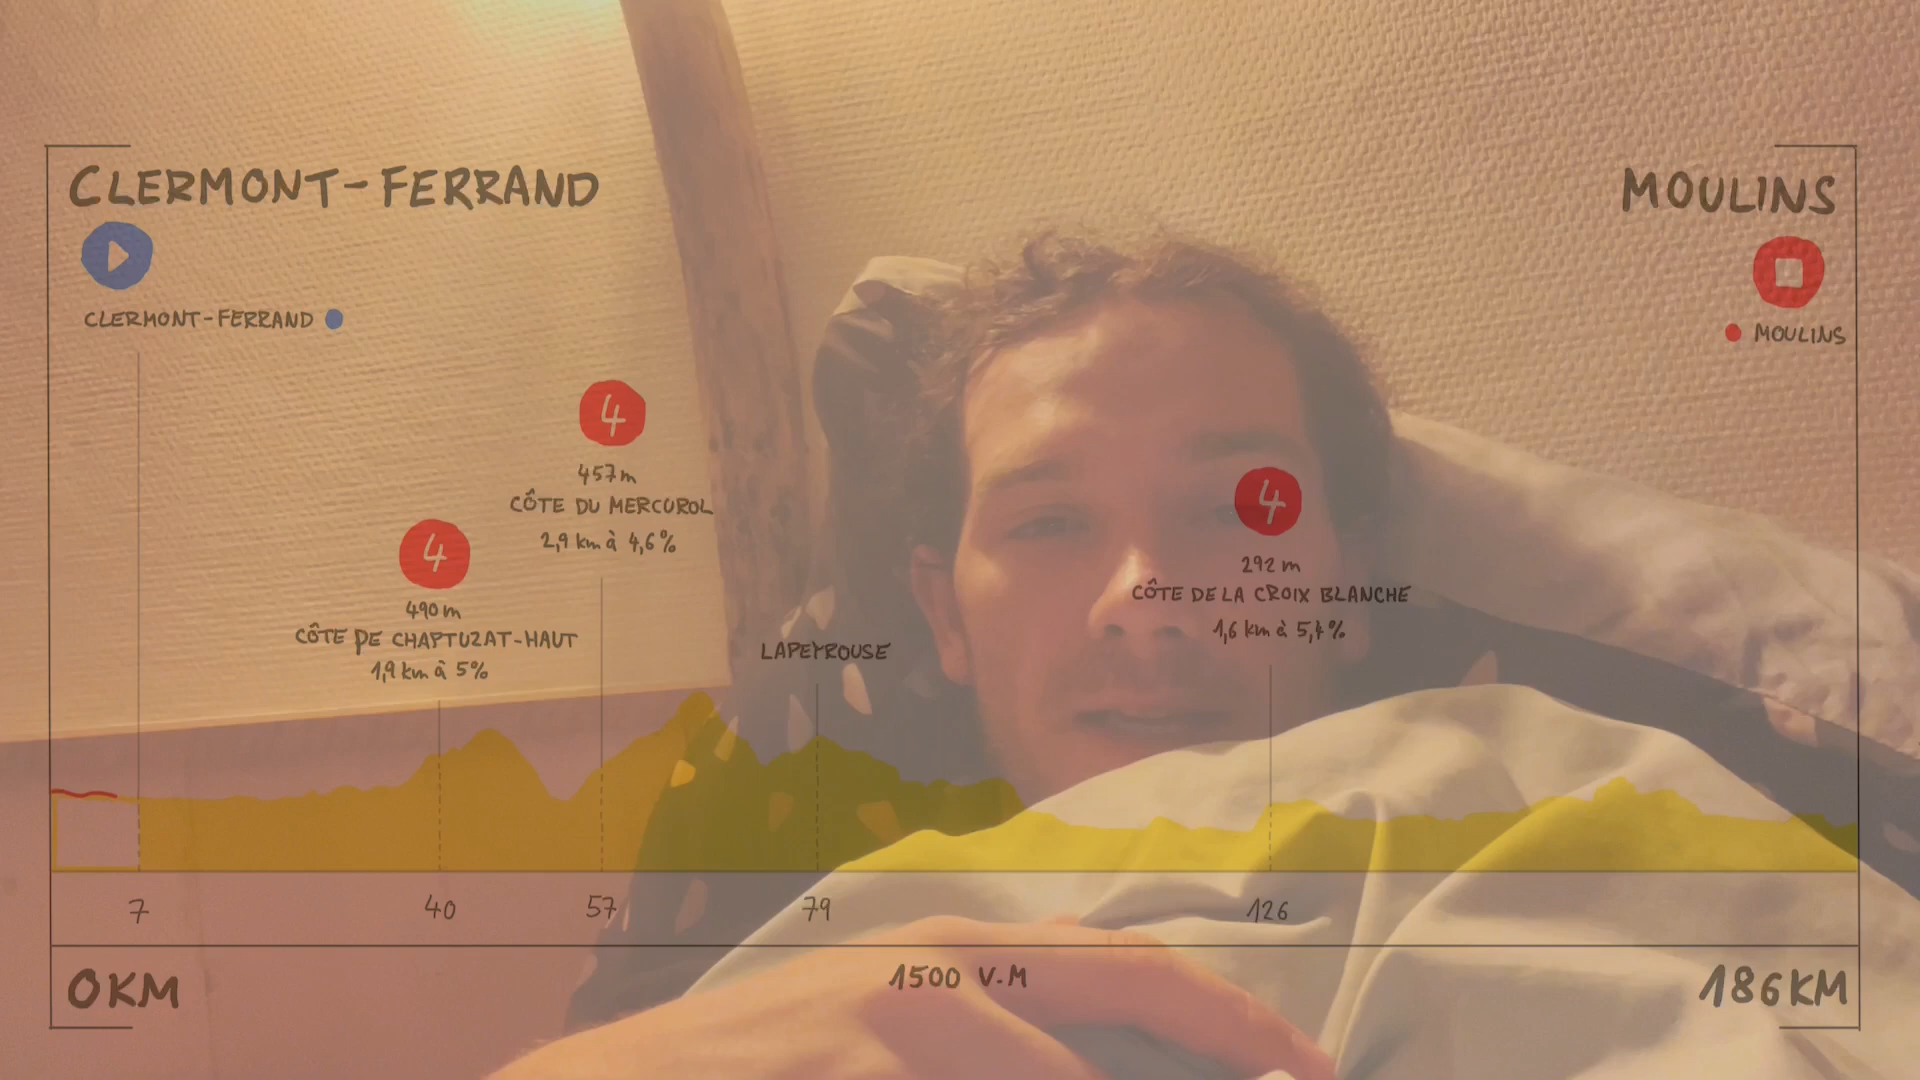 CLERMONT-FERRAND
MOULINS
CLERMONT-FERRAND
MOULINS
4
457m
CÔTE DU MERCUROL
2,9 km à 4,6%
4
490m
CÔTE DE CHAPTUZAT-HAUT
1,9 km à 5%
LAPEYROUSE
4
292 m
CÔTE DE LA CROIX BLANCHE
1,6 km à 5,4%
7
40
57
79
126
0KM
1500 V.M
186KM